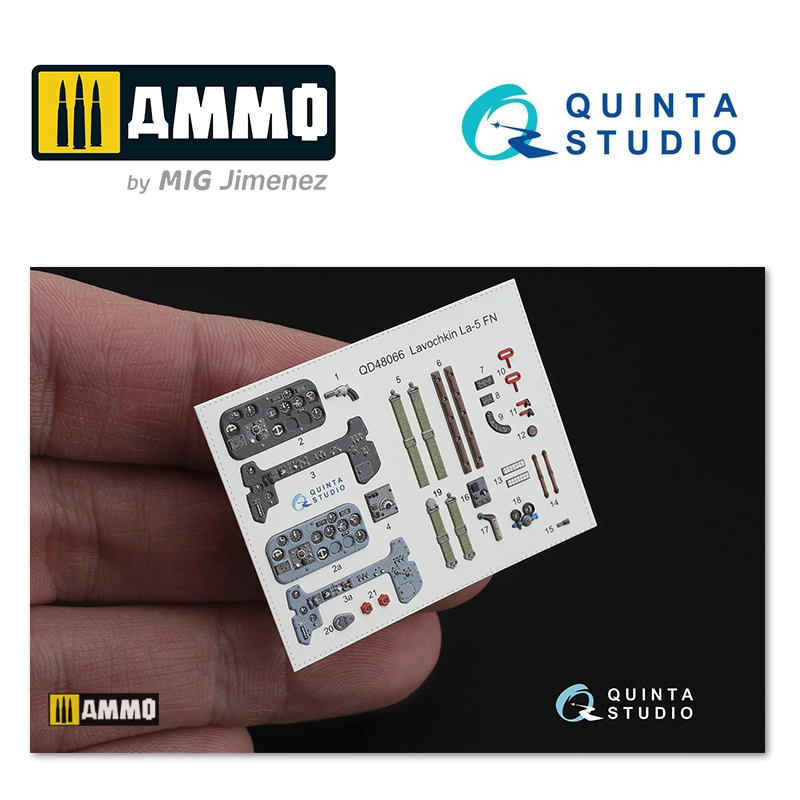 AMMO
by MIG Jimenez
QUINTA
STUDIO
QD48066 Lavochkin La-5 FN
1
2
3
QUINTA
STUDIO
4
2a
3a
21
20
5
6
7
8
9
10
11
12
13
14
15
16
17
18
19
AMMO
QUINTA
STUDIO